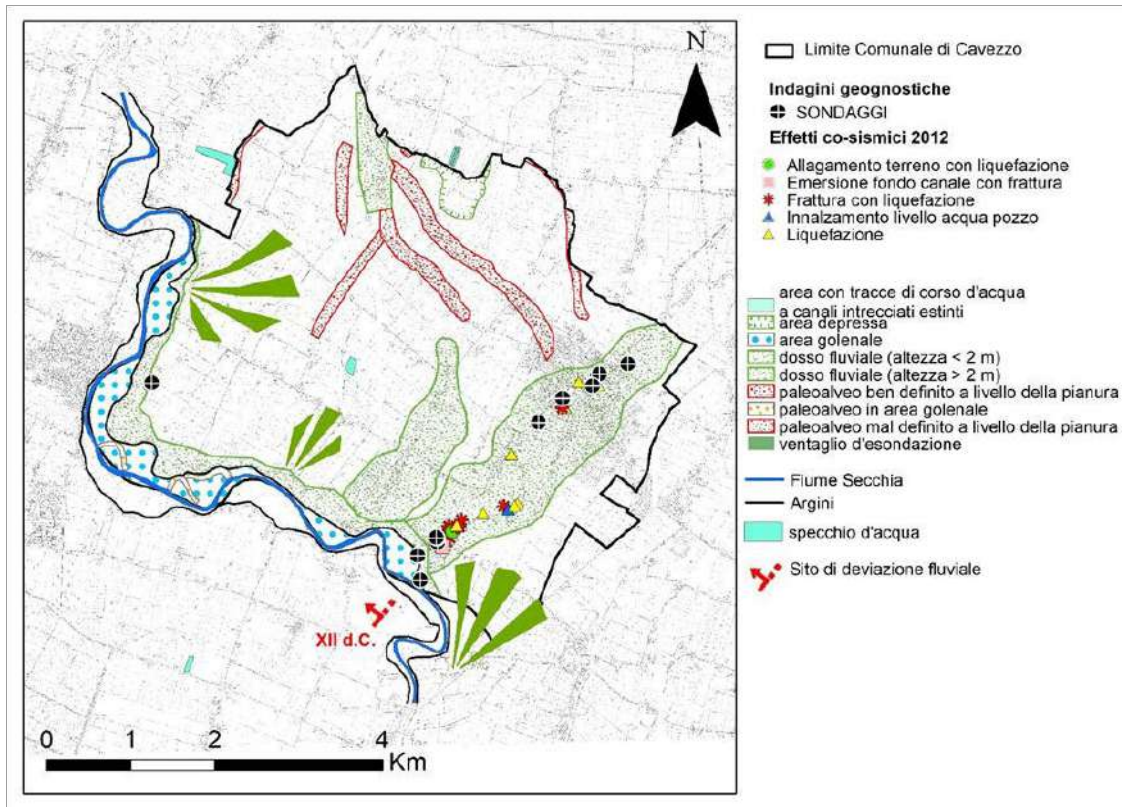 N
XII d.C.
0 1 2 4
Km
Limite Comunale di Cavezzo
Indagini geognostiche
SONDAGGI
Effetti co-sismici 2012
Allagamento terreno con liquefazione
Emersione fondo canale con frattura
Frattura con liquefazione
Innalzamento livello acqua pozzo
Liquefazione
area con tracce di corso d'acqua
a canali intrecciati estinti
area depressa
area golenale
dosso fluviale (altezza < 2 m)
dosso fluviale (altezza > 2 m)
paleoalveo ben definito a livello della pianura
paleoalveo in area golenale
paleoalveo mal definito a livello della pianura
ventaglio d'esondazione
Fiume Secchia
Argini
specchio d'acqua
Sito di deviazione fluviale